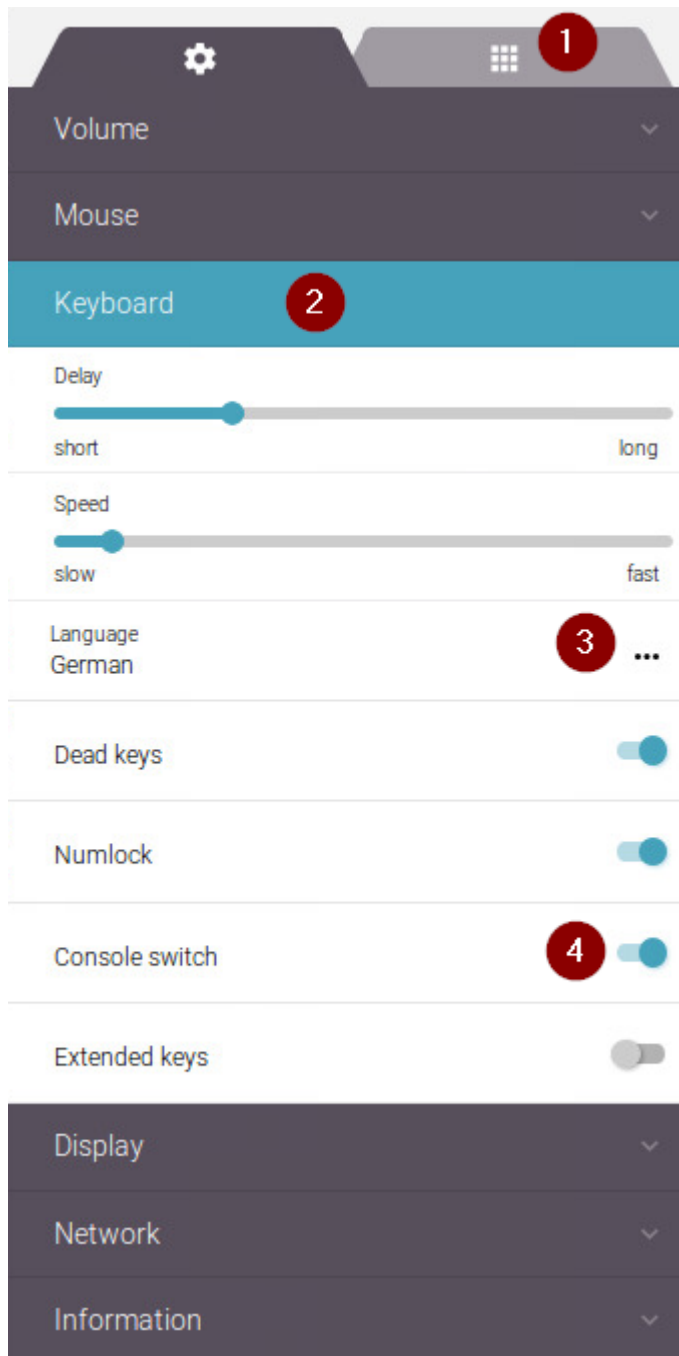 1
Volume
Mouse
Keyboard 2
Delay
short long
Speed
slow fast
Language
German 3 ...
Dead keys
Numlock
Console switch 4
Extended keys
Display
Network
Information